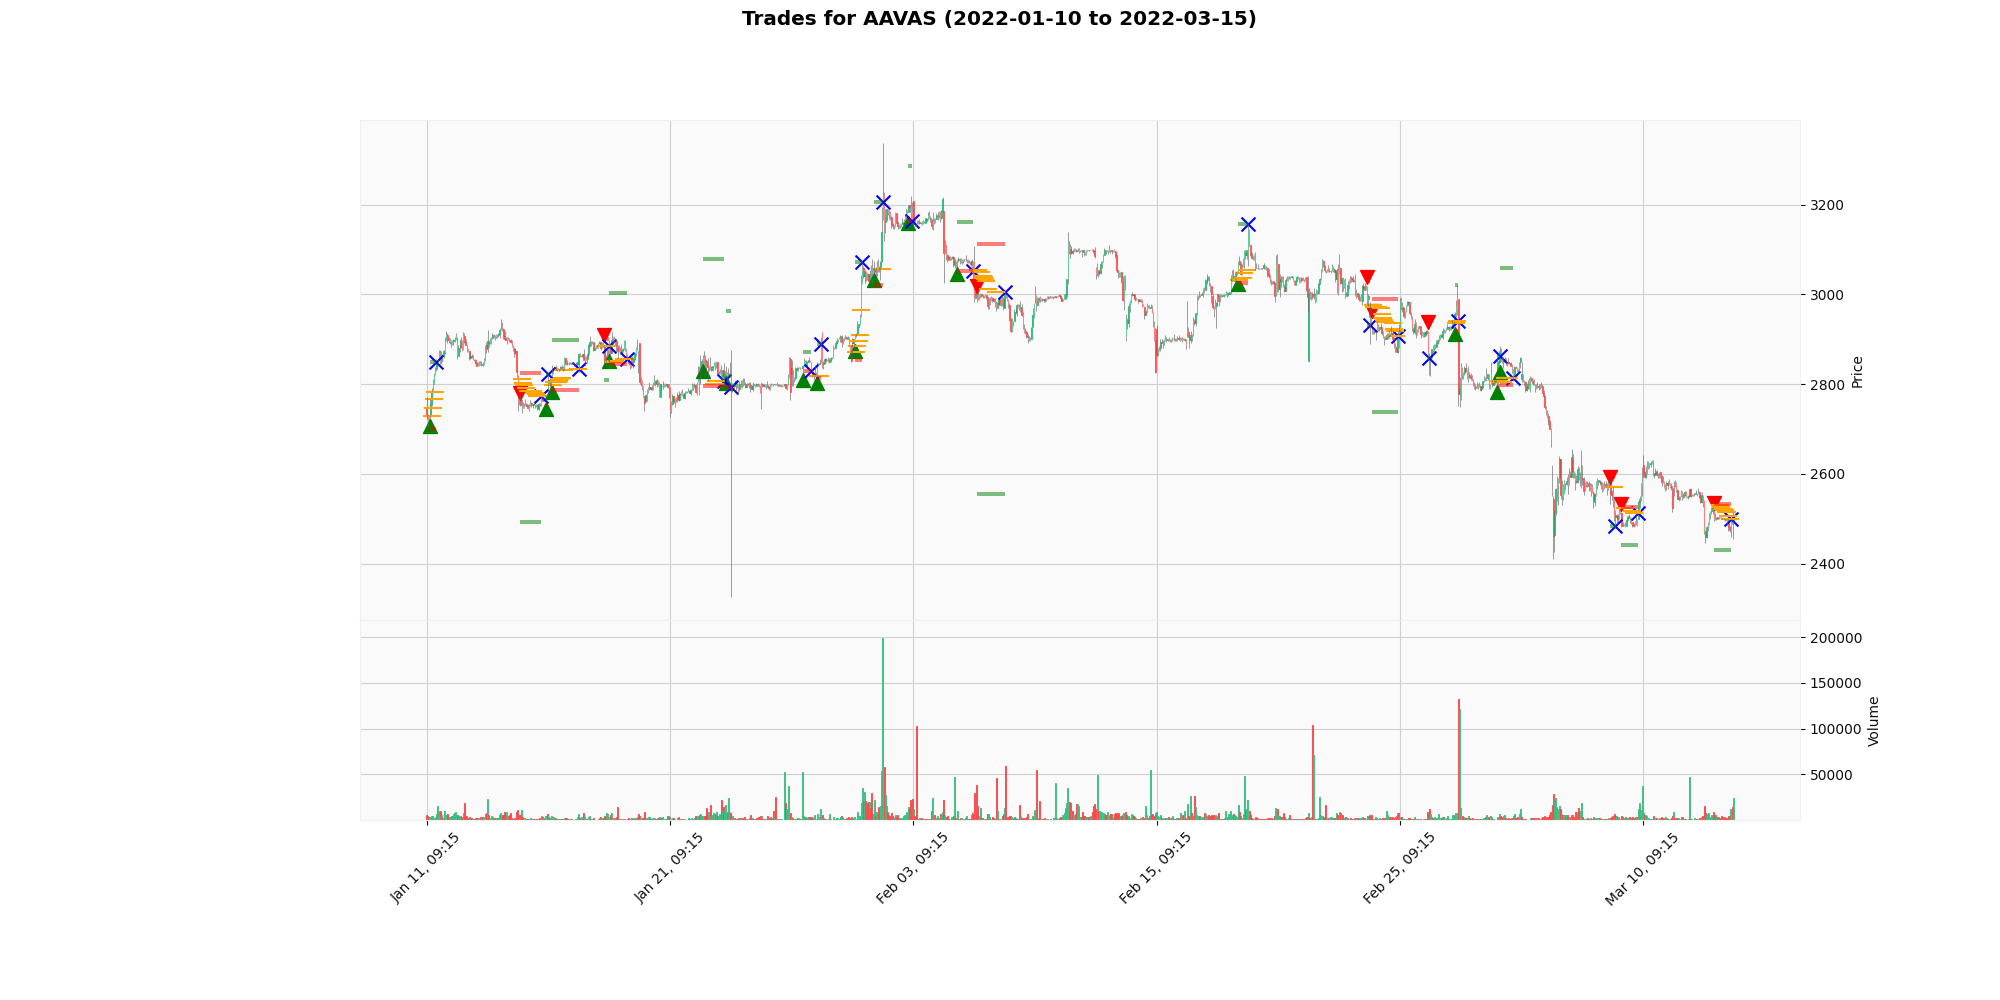 Trades for AAVAS (2022-01-10 to 2022-03-15)
3200
3000
2800
2600
2400
Price
200000
150000
100000
50000
Volume
Jan 11, 09:15
Jan 21, 09:15
Feb 03, 09:15
Feb 15, 09:15
Feb 25, 09:15
Mar 10, 09:15